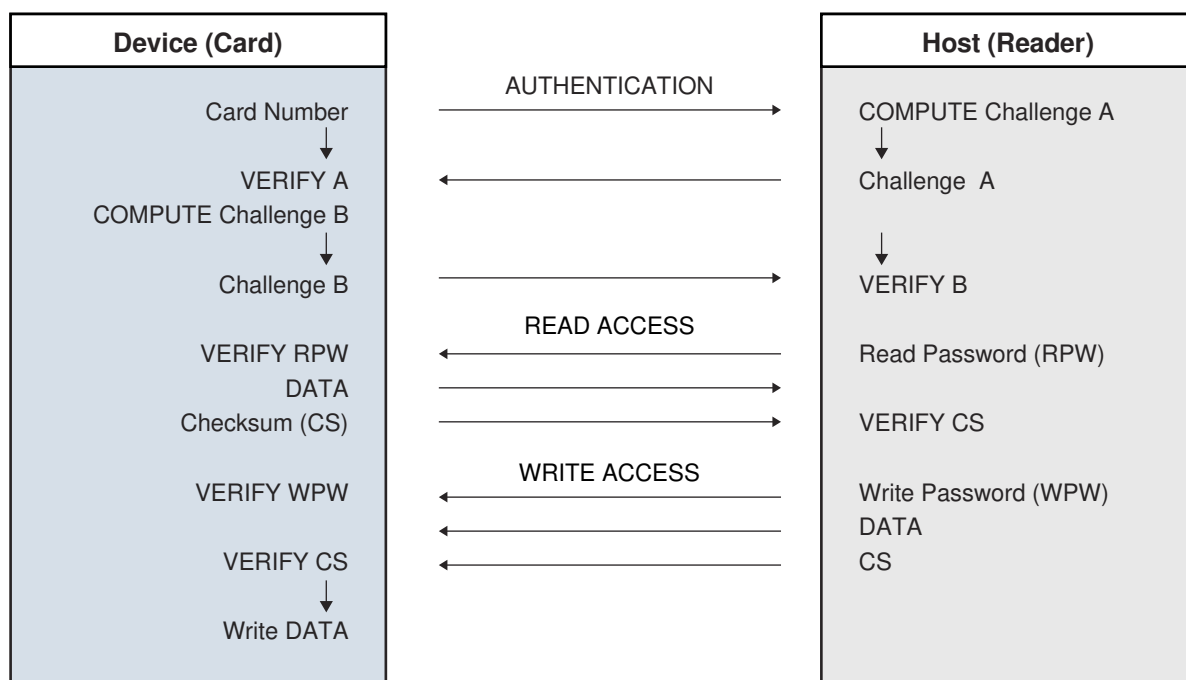 Device (Card)
Host (Reader)
AUTHENTICATION
Card Number
COMPUTE Challenge A
VERIFY A
Challenge A
COMPUTE Challenge B
Challenge B
VERIFY B
READ ACCESS
VERIFY RPW
Read Password (RPW)
DATA
Checksum (CS)
VERIFY CS
WRITE ACCESS
VERIFY WPW
Write Password (WPW)
DATA
VERIFY CS
CS
Write DATA